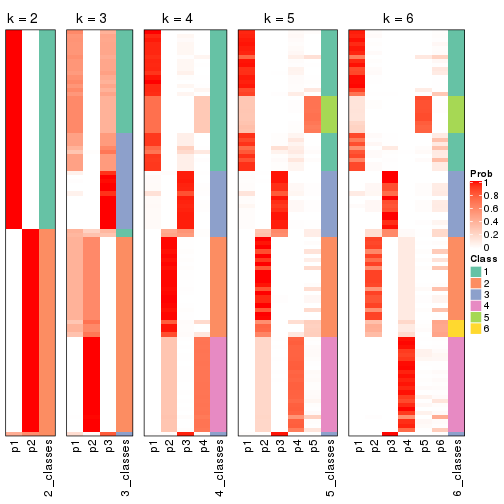 k = 2
k = 3
k = 4
k = 5
k = 6
p1
p2
2_classes
p1
p2
p3
3_classes
p1
p2
p3
p4
4_classes
p1
p2
p3
p4
p5
5_classes
p1
p2
p3
p4
p5
p6
6_classes
Prob
1
0.8
0.6
0.4
0.2
0
Class
1
2
3
4
5
6